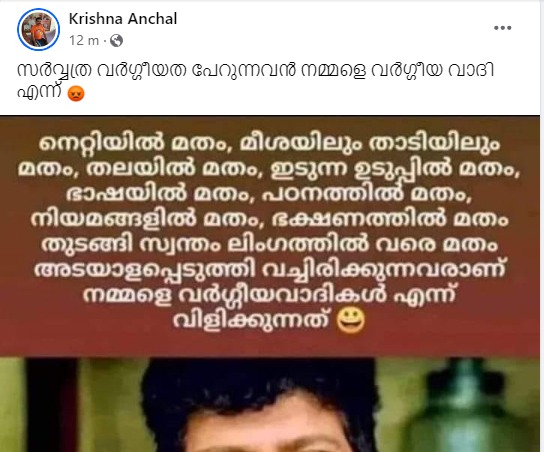 Krishna Anchal
12 m ·
സർവ്വത്ര വർഗ്ഗീയത പേറുന്നവൻ നമ്മളെ വർഗ്ഗീയ വാദി
എന്ന് 😡
നെറ്റിയിൽ മതം, മീശയിലും താടിയിലും
മതം, തലയിൽ മതം, ഇടുന്ന ഉടുപ്പിൽ മതം,
ഭാഷയിൽ മതം, പഠനത്തിൽ മതം,
നിയമങ്ങളിൽ മതം, ഭക്ഷണത്തിൽ മതം
തുടങ്ങി സ്വന്തം ലിംഗത്തിൽ വരെ മതം
അടയാളപ്പെടുത്തി വച്ചിരിക്കുന്നവരാണ്
നമ്മളെ വർഗ്ഗീയവാദികൾ എന്ന്
വിളിക്കുന്നത് 😀